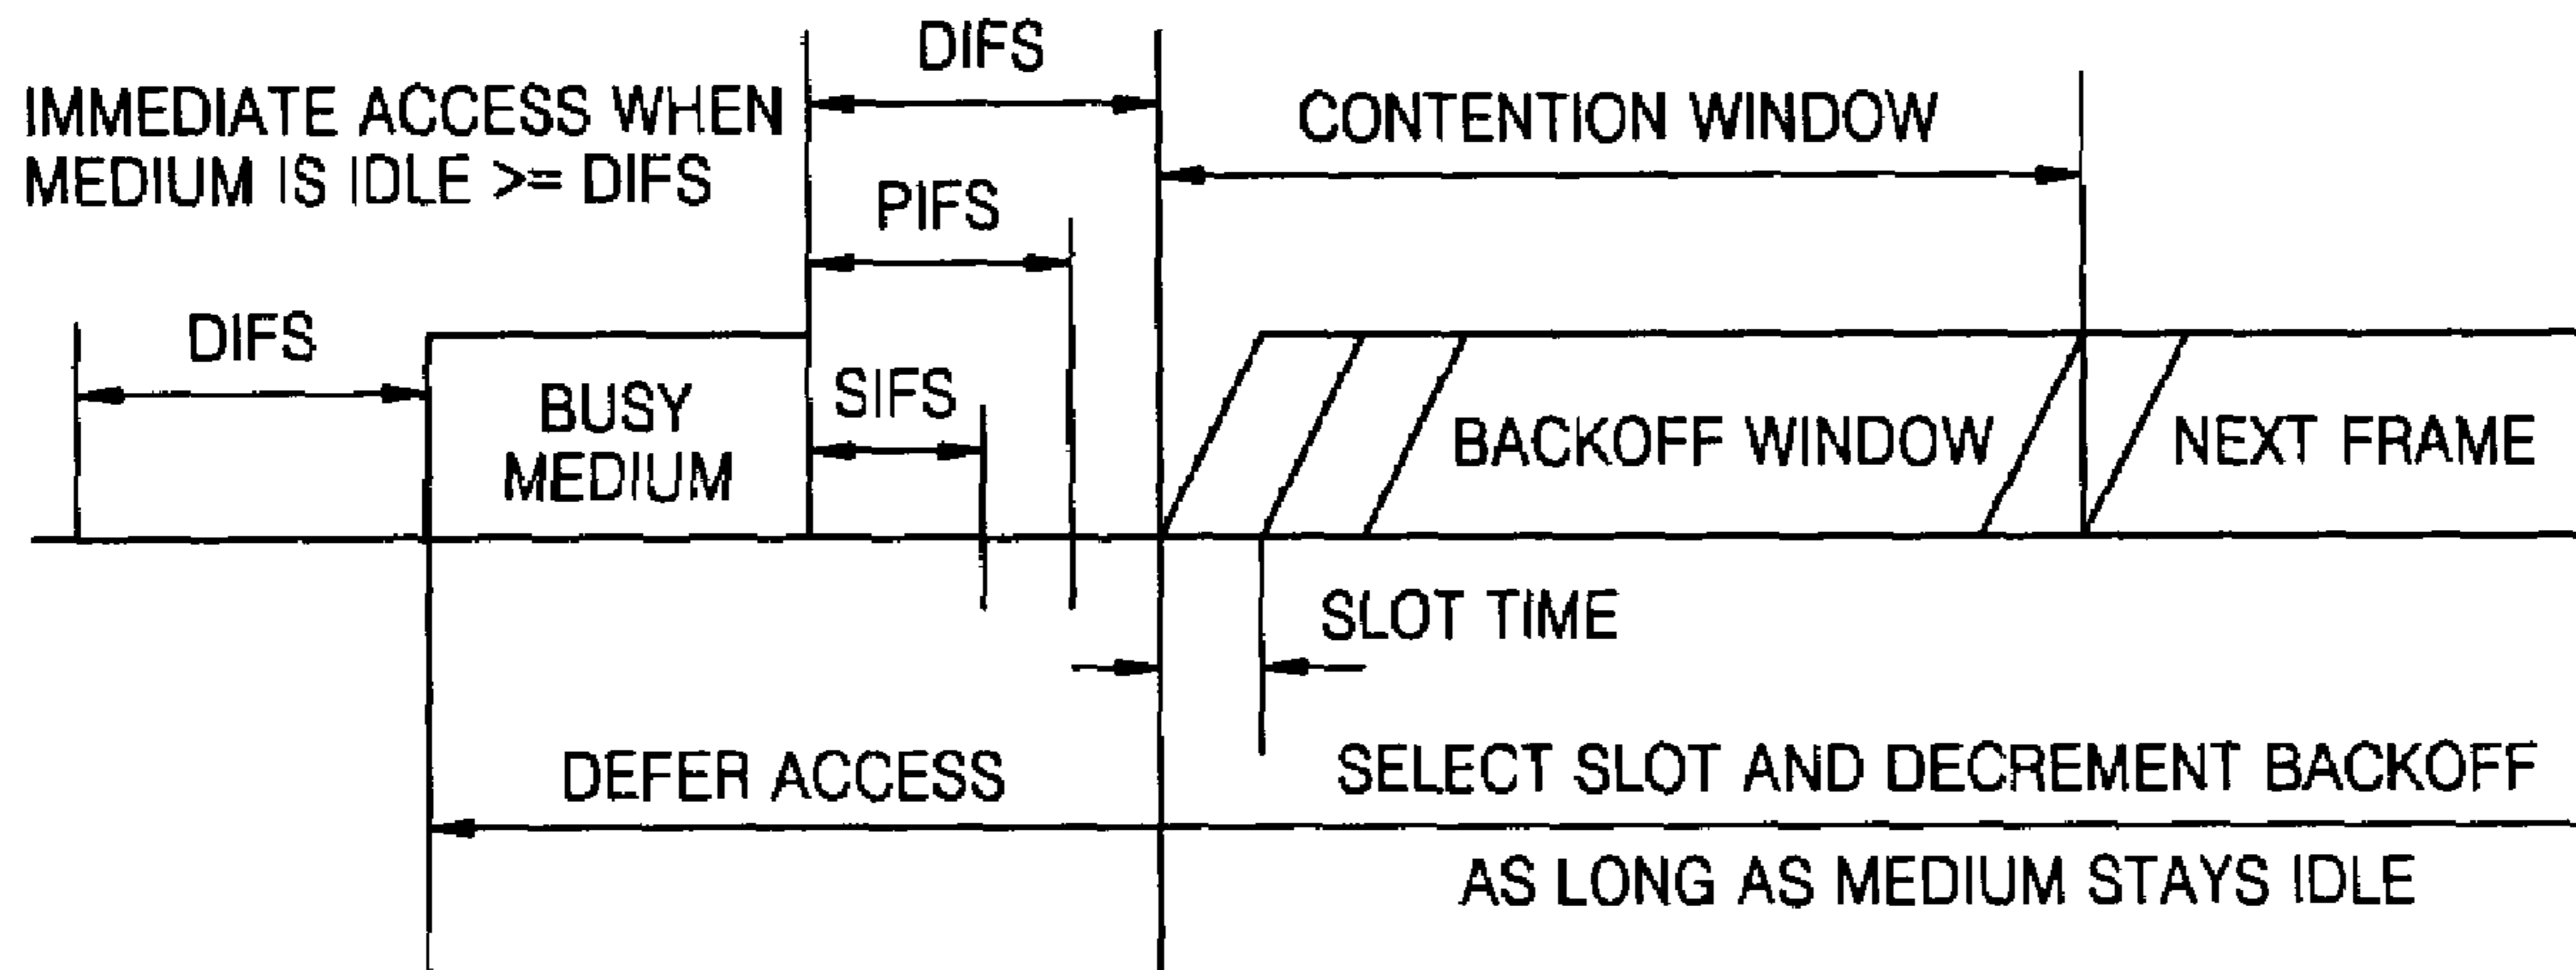 DIFS
IMMEDIATE ACCESS WHEN
MEDIUM IS IDLE >= DIFS
CONTENTION WINDOW
PIFS
DIFS
SIFS
BUSY
MEDIUM
BACKOFF WINDOW
NEXT FRAME
SLOT TIME
DEFER ACCESS
SELECT SLOT AND DECREMENT BACKOFF
AS LONG AS MEDIUM STAYS IDLE